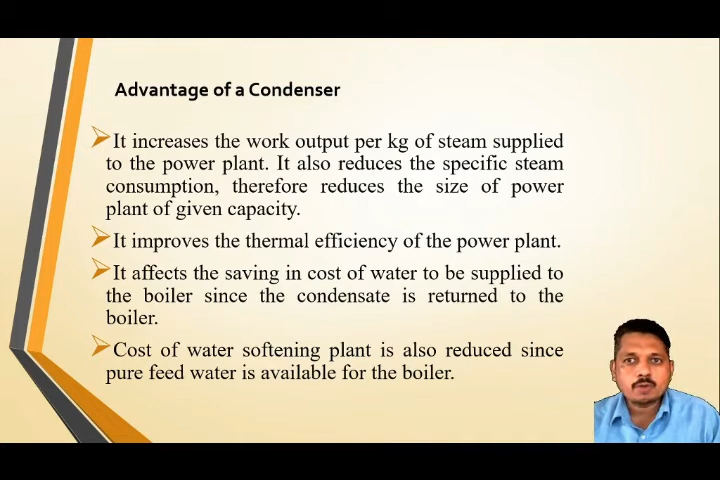 Advantage of a Condenser
It increases the work output per kg of steam supplied
to the power plant. It also reduces the specific steam
consumption, therefore reduces the size of power
plant of given capacity.
It improves the thermal efficiency of the power plant.
It affects the saving in cost of water to be supplied to
the boiler since the condensate is returned to the
boiler.
Cost of water softening plant is also reduced since
pure feed water is available for the boiler.